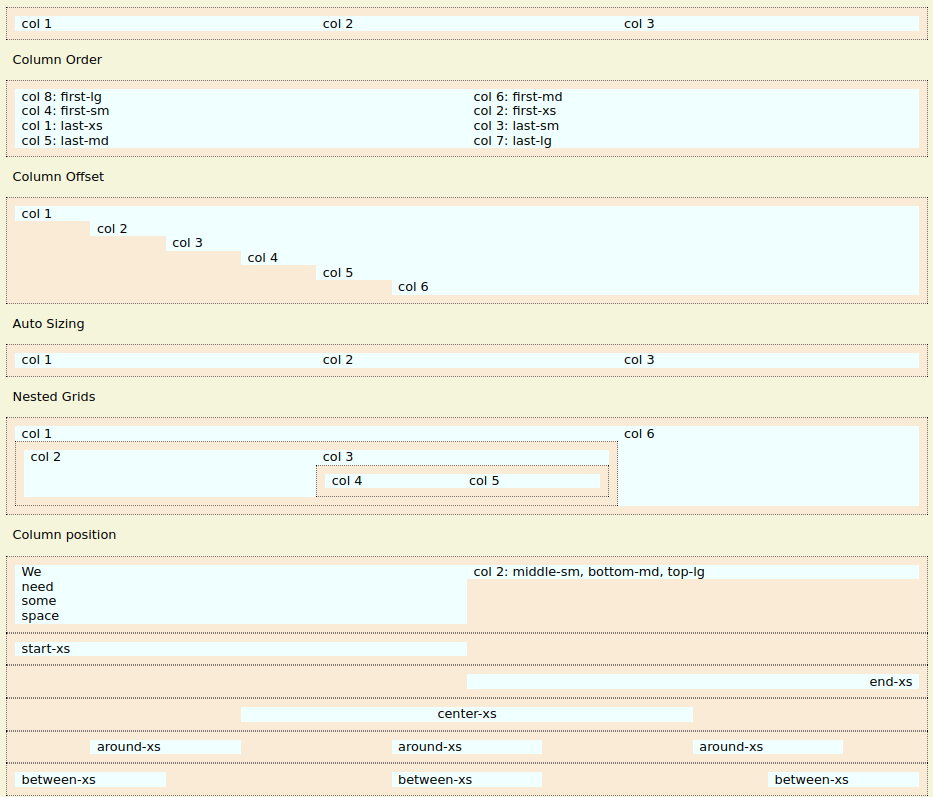 col 1 col 2 col 3
Column Order
col 8: first-lg col 6: first-md
col 4: first-sm col 2: first-xs
col 1: last-xs col 3: last-sm
col 5: last-md col 7: last-lg
Column Offset
col 1
col 2
col 3
col 4
col 5
col 6
Auto Sizing
col 1 col 2 col 3
Nested Grids
col 1 col 6
col 2 col 3
col 4 col 5
Column position
We col 2: middle-sm, bottom-md, top-lg
need
some
space
start-xs
end-xs
center-xs
around-xs around-xs around-xs
between-xs between-xs between-xs